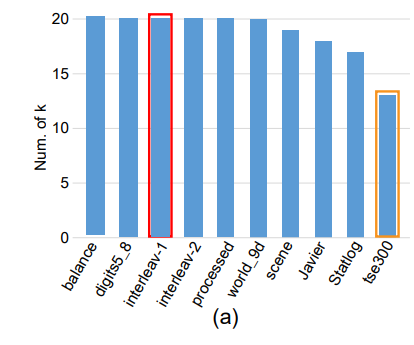 20
15
10
5
0
Num. of k
balance
digits5_8
interleav-1
interleav-2
processed
world_9d
scene
Javier
Statlog
tse300
(a)